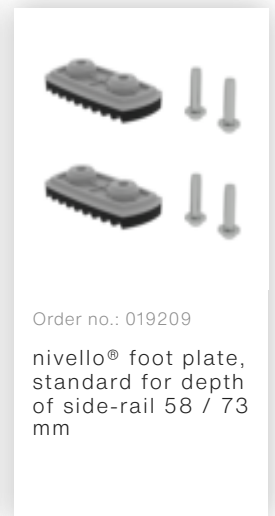 Order no.: 019209
nivello® foot plate,
standard for depth
of side-rail 58 / 73
mm